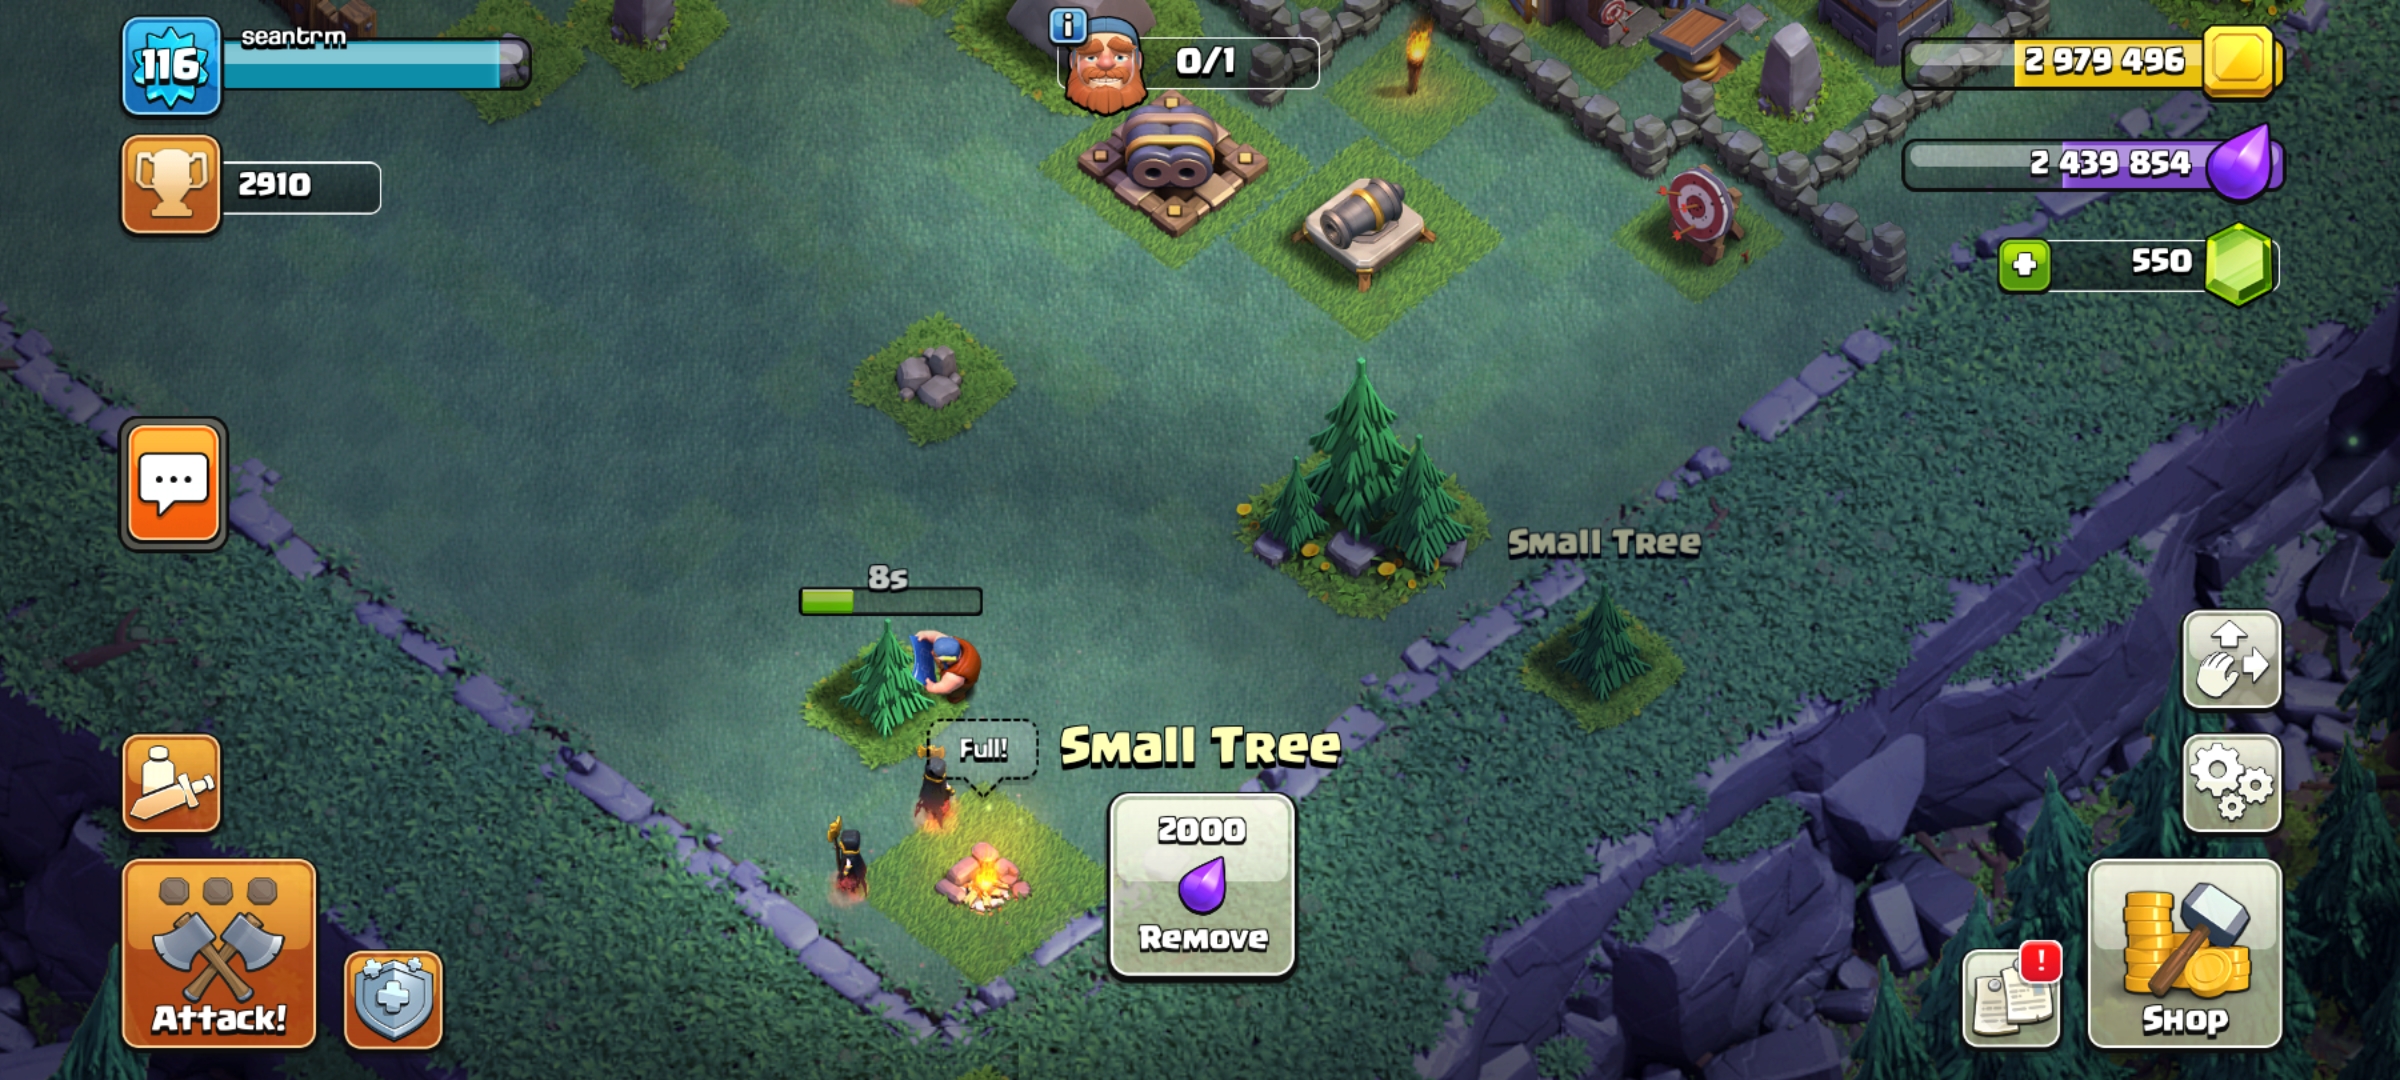 116
seantrm
0/1
2 979 496
2910
2 439 854
550
Small Tree
8s
Full!
Small Tree
2000
Remove
Attack!
!
Shop